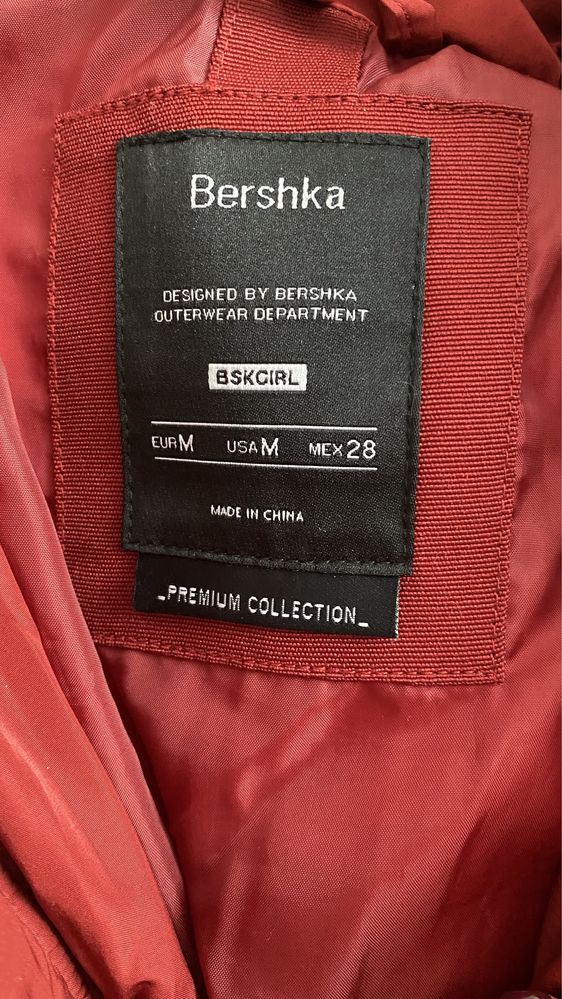 Bershka
DESIGNED BY BERSHKA
OUTERWEAR DEPARTMENT
BSKGIRL
EUR M USA M MEX 28
MADE IN CHINA
_PREMIUM COLLECTION_